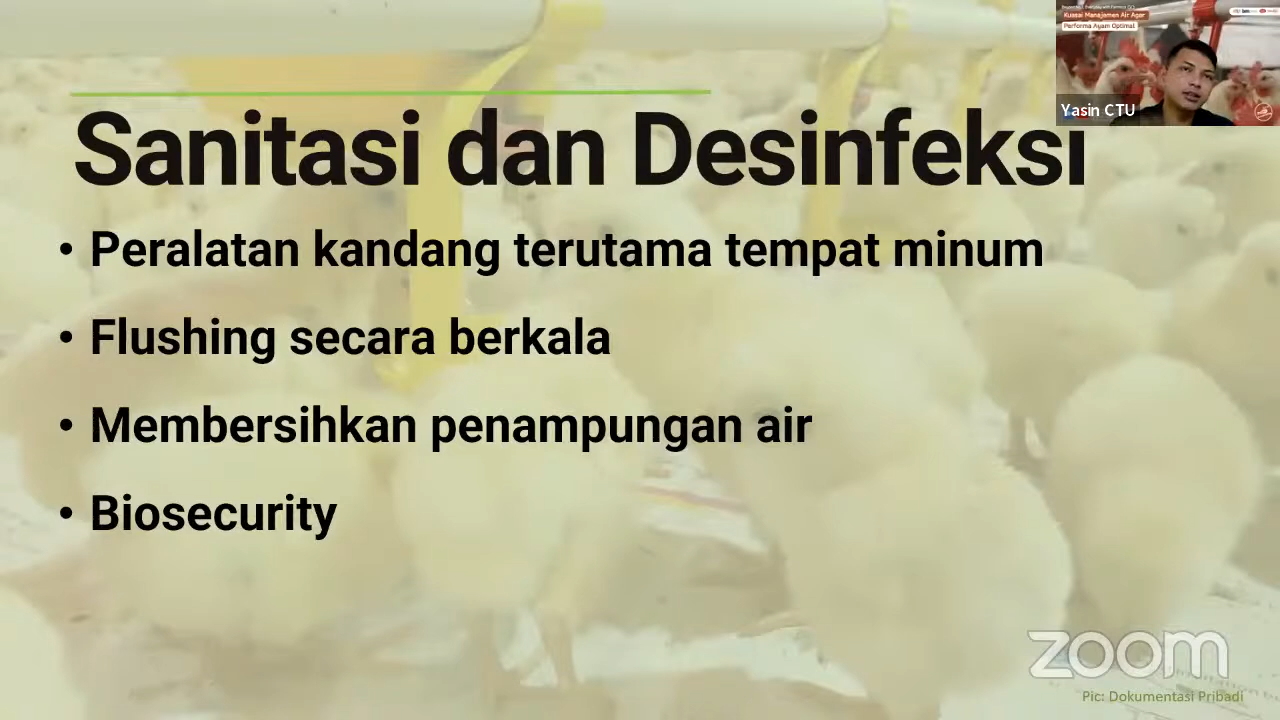 Kuasai Manajemen Air Agar
Performa Ayam Optimal
Yasin CTU
Sanitasi dan Desinfeksi
• Peralatan kandang terutama tempat minum
• Flushing secara berkala
• Membersihkan penampungan air
• Biosecurity
zoom
Pic: Dokumentasi Pribadi